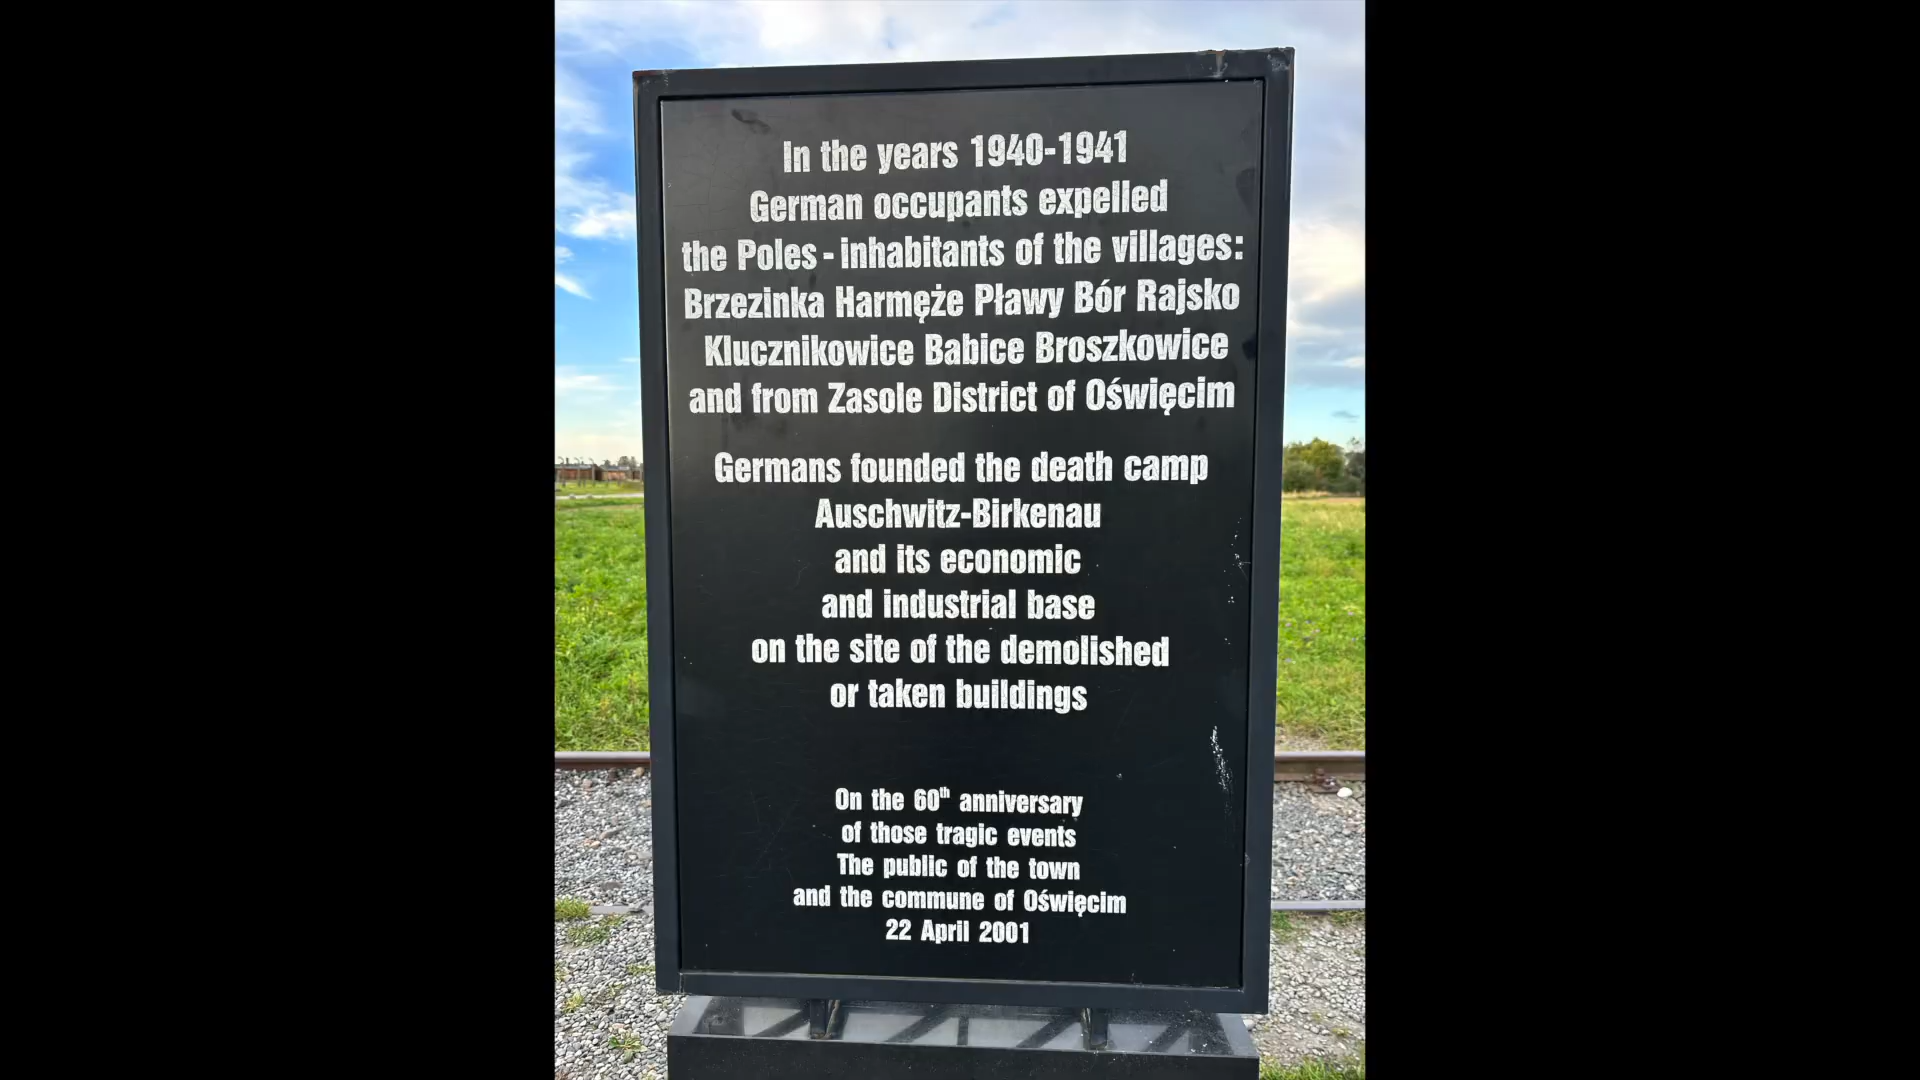 In the years 1940-1941
German occupants expelled
the Poles - inhabitants of the villages:
Brzezinka Harmęże Pławy Bór Rajsko
Klucznikowice Babice Broszkowice
and from Zasole District of Oświęcim
Germans founded the death camp
Auschwitz-Birkenau
and its economic
and industrial base
on the site of the demolished
or taken buildings
On the 60th anniversary
of those tragic events
The public of the town
and the commune of Oświęcim
22 April 2001